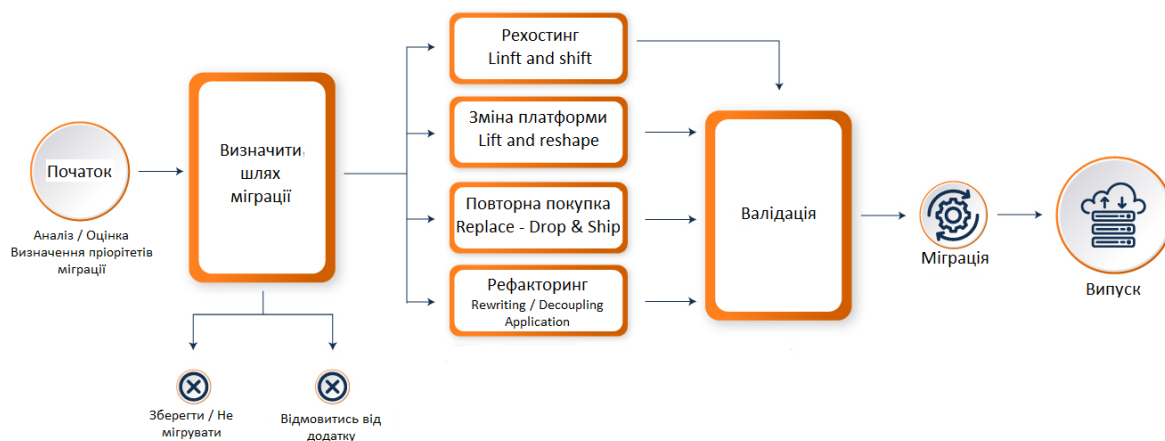 Початок
Аналіз / Оцінка
Визначення пріорітетів
міграції
Визначити
шлях
міграції
Зберегти / Не
мігрувати
Відмовитись від
додатку
Рехостинг
Linft and shift
Зміна платформи
Lift and reshape
Повторна покупка
Replace - Drop & Ship
Рефакторинг
Rewriting / Decoupling
Application
Валідація
Міграція
Випуск